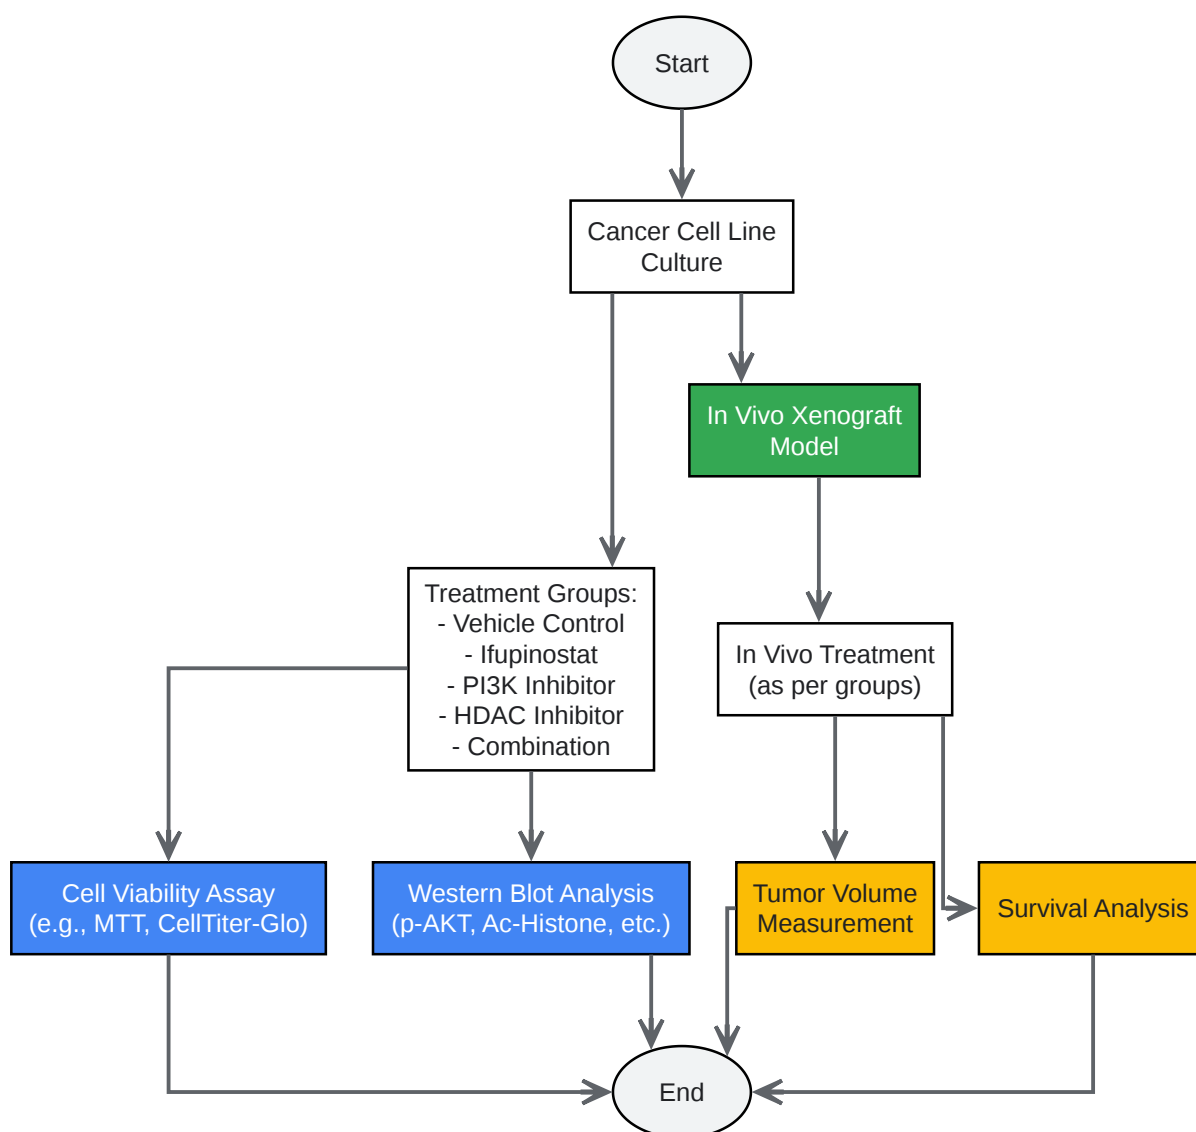 Start
Cancer Cell Line
Culture
In Vivo Xenograft
Model
Treatment Groups:
- Vehicle Control
- Ifupinostat
- PI3K Inhibitor
- HDAC Inhibitor
- Combination
In Vivo Treatment
(as per groups)
Cell Viability Assay
(e.g., MTT, CellTiter-Glo)
Western Blot Analysis
(p-AKT, Ac-Histone, etc.)
Tumor Volume
Measurement
Survival Analysis
End